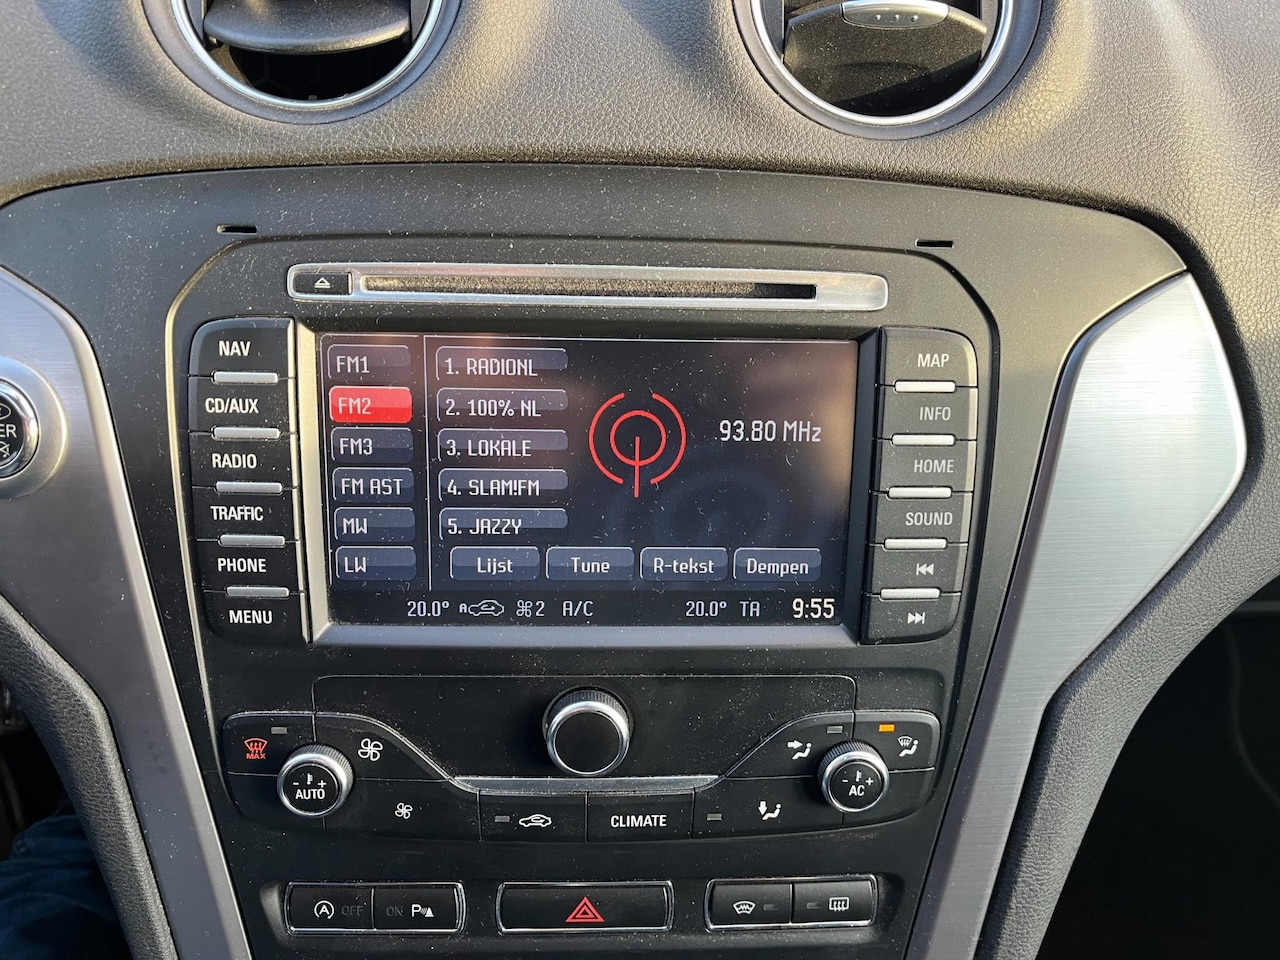 NAV
CD/AUX
RADIO
TRAFFIC
PHONE
MENU
FM1
FM2
FM3
FM AST
MW
LW
1. RADIONL
2. 100% NL
3. LOKALE
4. SLAM!FM
5. JAZZY
93.80 MHz
Lijst Tune R-tekst Dempen
20.0° A 2 A/C 20.0° TA 9:55
MAP
INFO
HOME
SOUND
MAX
- +
AUTO
CLIMATE
- +
AC
A OFF ON P